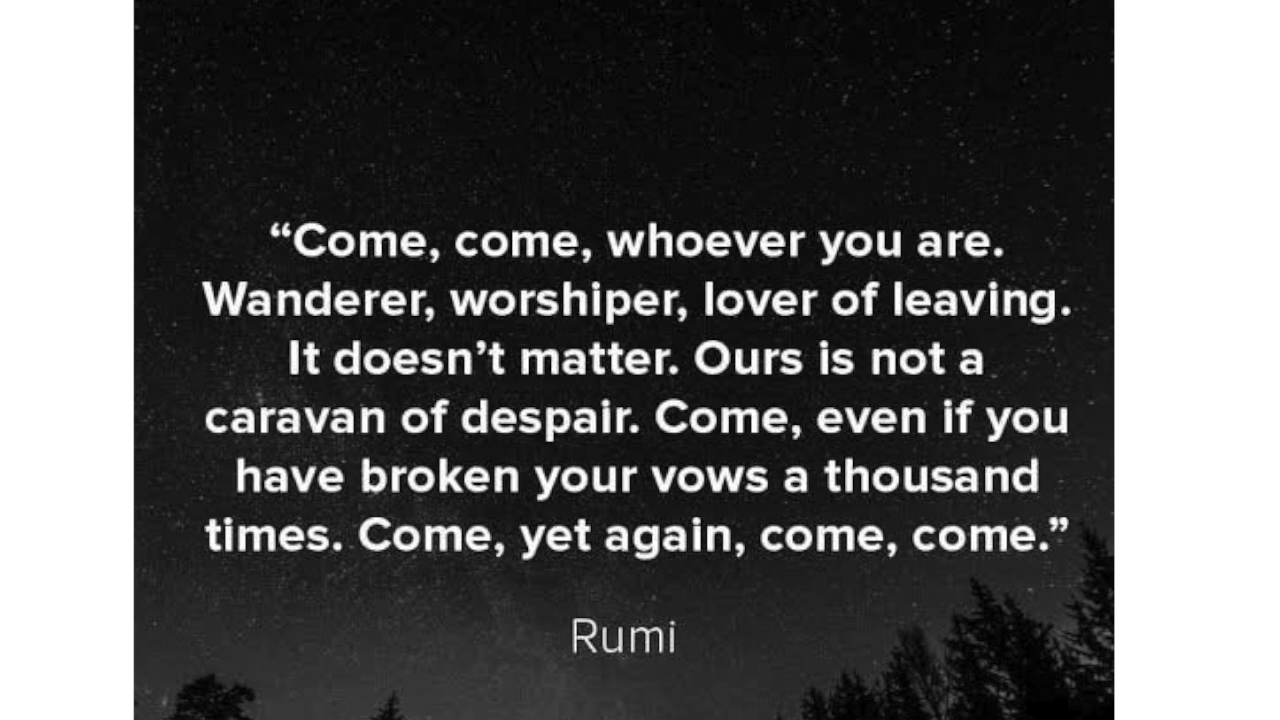 “Come, come, whoever you are.
Wanderer, worshiper, lover of leaving.
It doesn’t matter. Ours is not a
caravan of despair. Come, even if you
have broken your vows a thousand
times. Come, yet again, come, come.”
Rumi